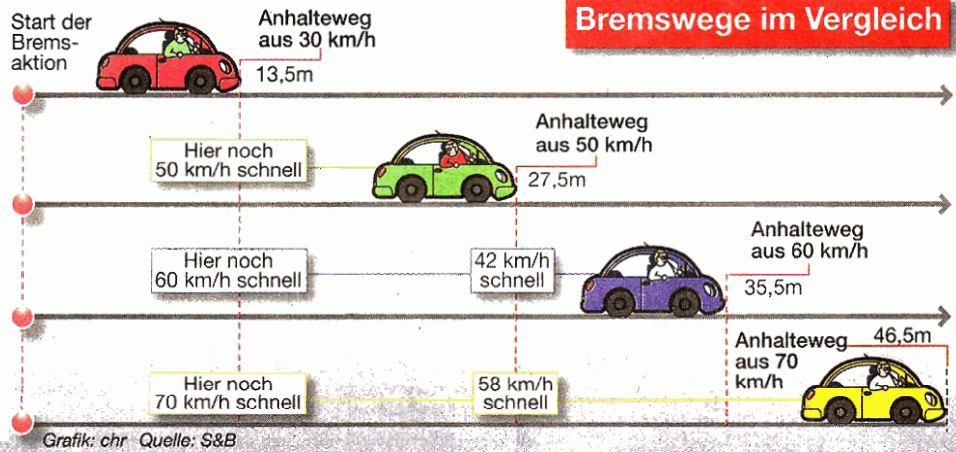 Bremswege im Vergleich
Start der
Brems-
aktion
Anhalteweg
aus 30 km/h
13,5m
Hier noch
50 km/h schnell
Anhalteweg
aus 50 km/h
27,5m
Hier noch
60 km/h schnell
42 km/h
schnell
Anhalteweg
aus 60 km/h
35,5m
Hier noch
70 km/h schnell
58 km/h
schnell
Anhalteweg
aus 70
km/h
46,5m
Grafik: chr Quelle: S&B